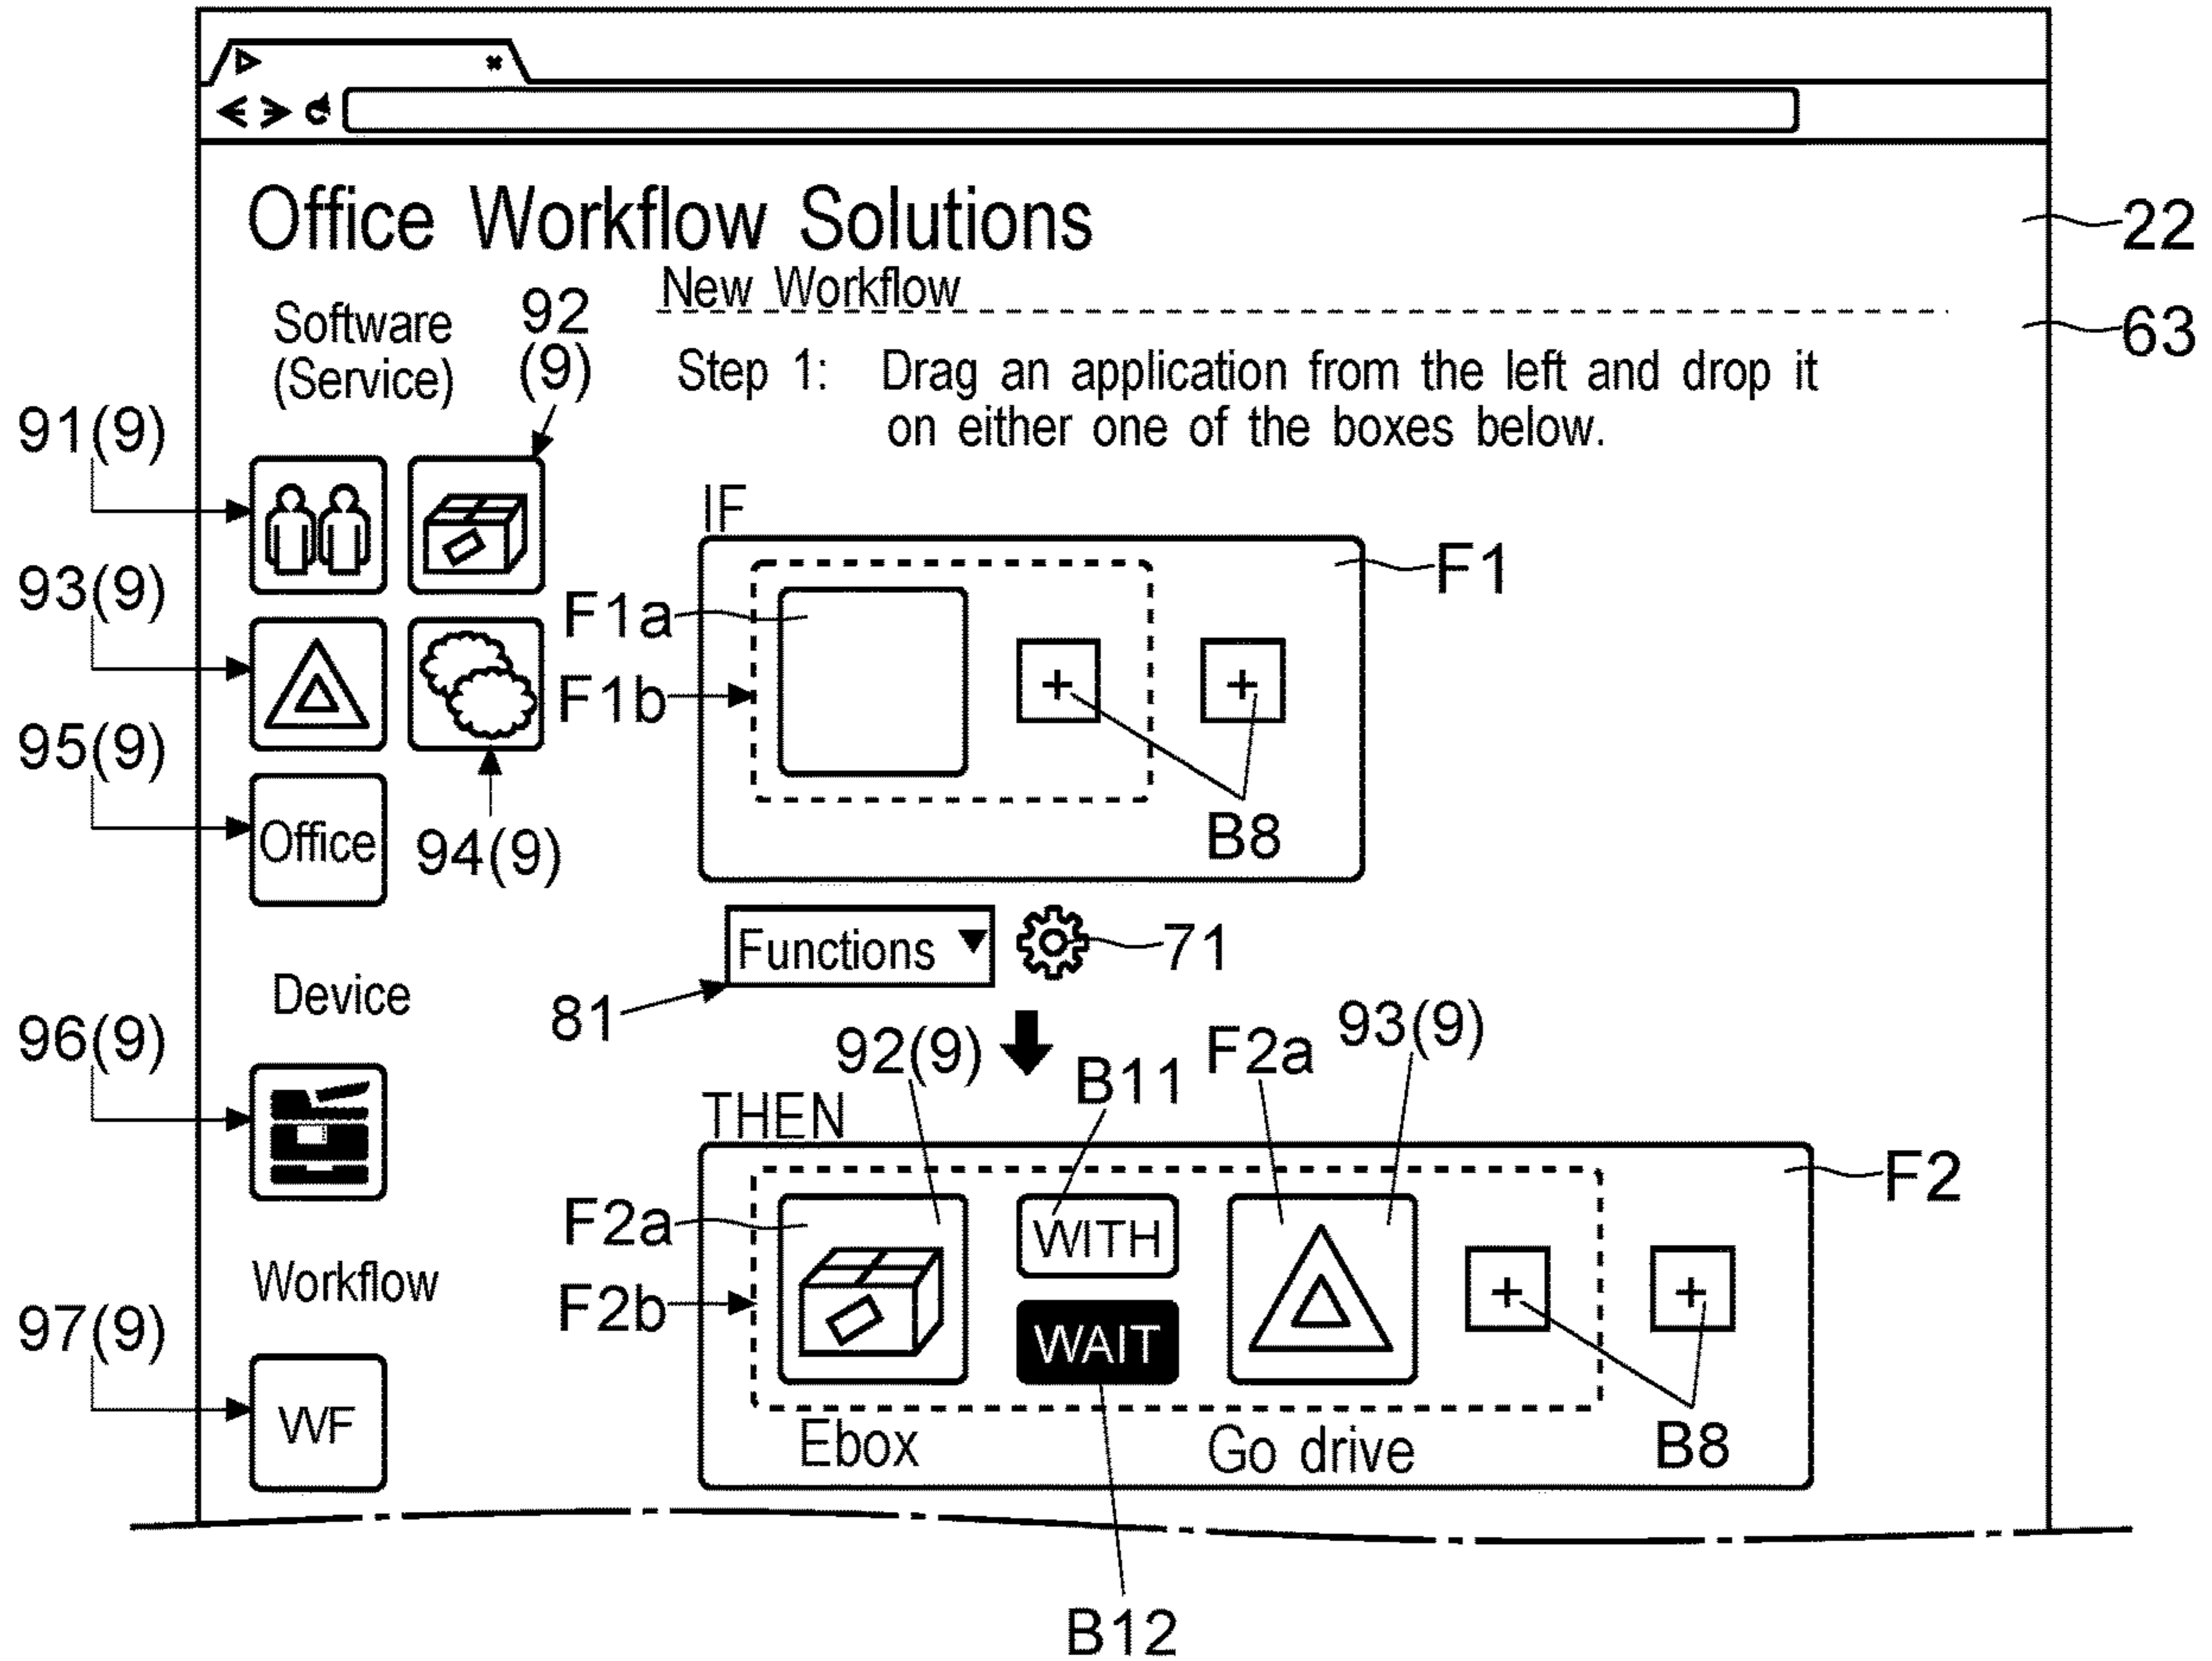 Office Workflow Solutions
22
New Workflow
63
Software
(Service)
92
(9)
Step 1: Drag an application from the left and drop it
on either one of the boxes below.
91(9)
IF
F1
93(9)
F1a
F1b
95(9)
Office
94(9)
B8
Functions
71
Device
81
96(9)
92(9)
B11
F2a
93(9)
THEN
F2
F2a
WITH
Workflow
F2b
97(9)
WAIT
WF
Ebox
Go drive
B8
B12